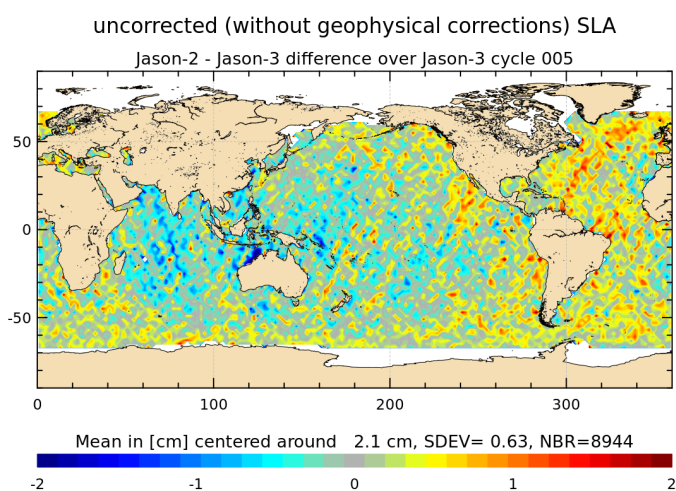 uncorrected (without geophysical corrections) SLA
Jason-2 - Jason-3 difference over Jason-3 cycle 005
50
0
-50
0 100 200 300
Mean in [cm] centered around 2.1 cm, SDEV= 0.63, NBR=8944
-2 -1 0 1 2